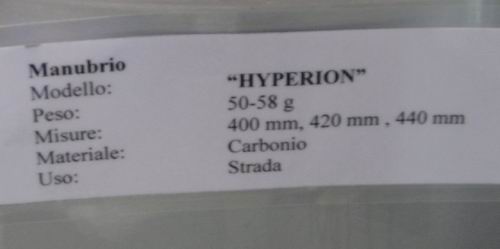 Manubrio
Modello: “HYPERION”
Peso: 50-58 g
Misure: 400 mm, 420 mm , 440 mm
Materiale: Carbonio
Uso: Strada